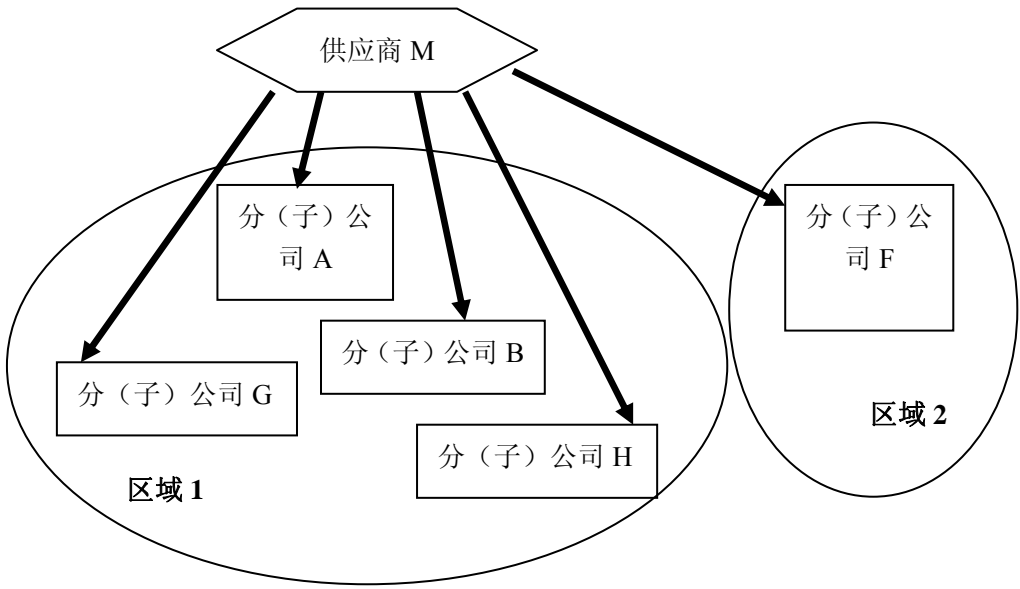 供应商 M
分（子）公
司 A
分（子）公
司 F
分（子）公司 B
分（子）公司 G
区域 2
分（子）公司 H
区域 1